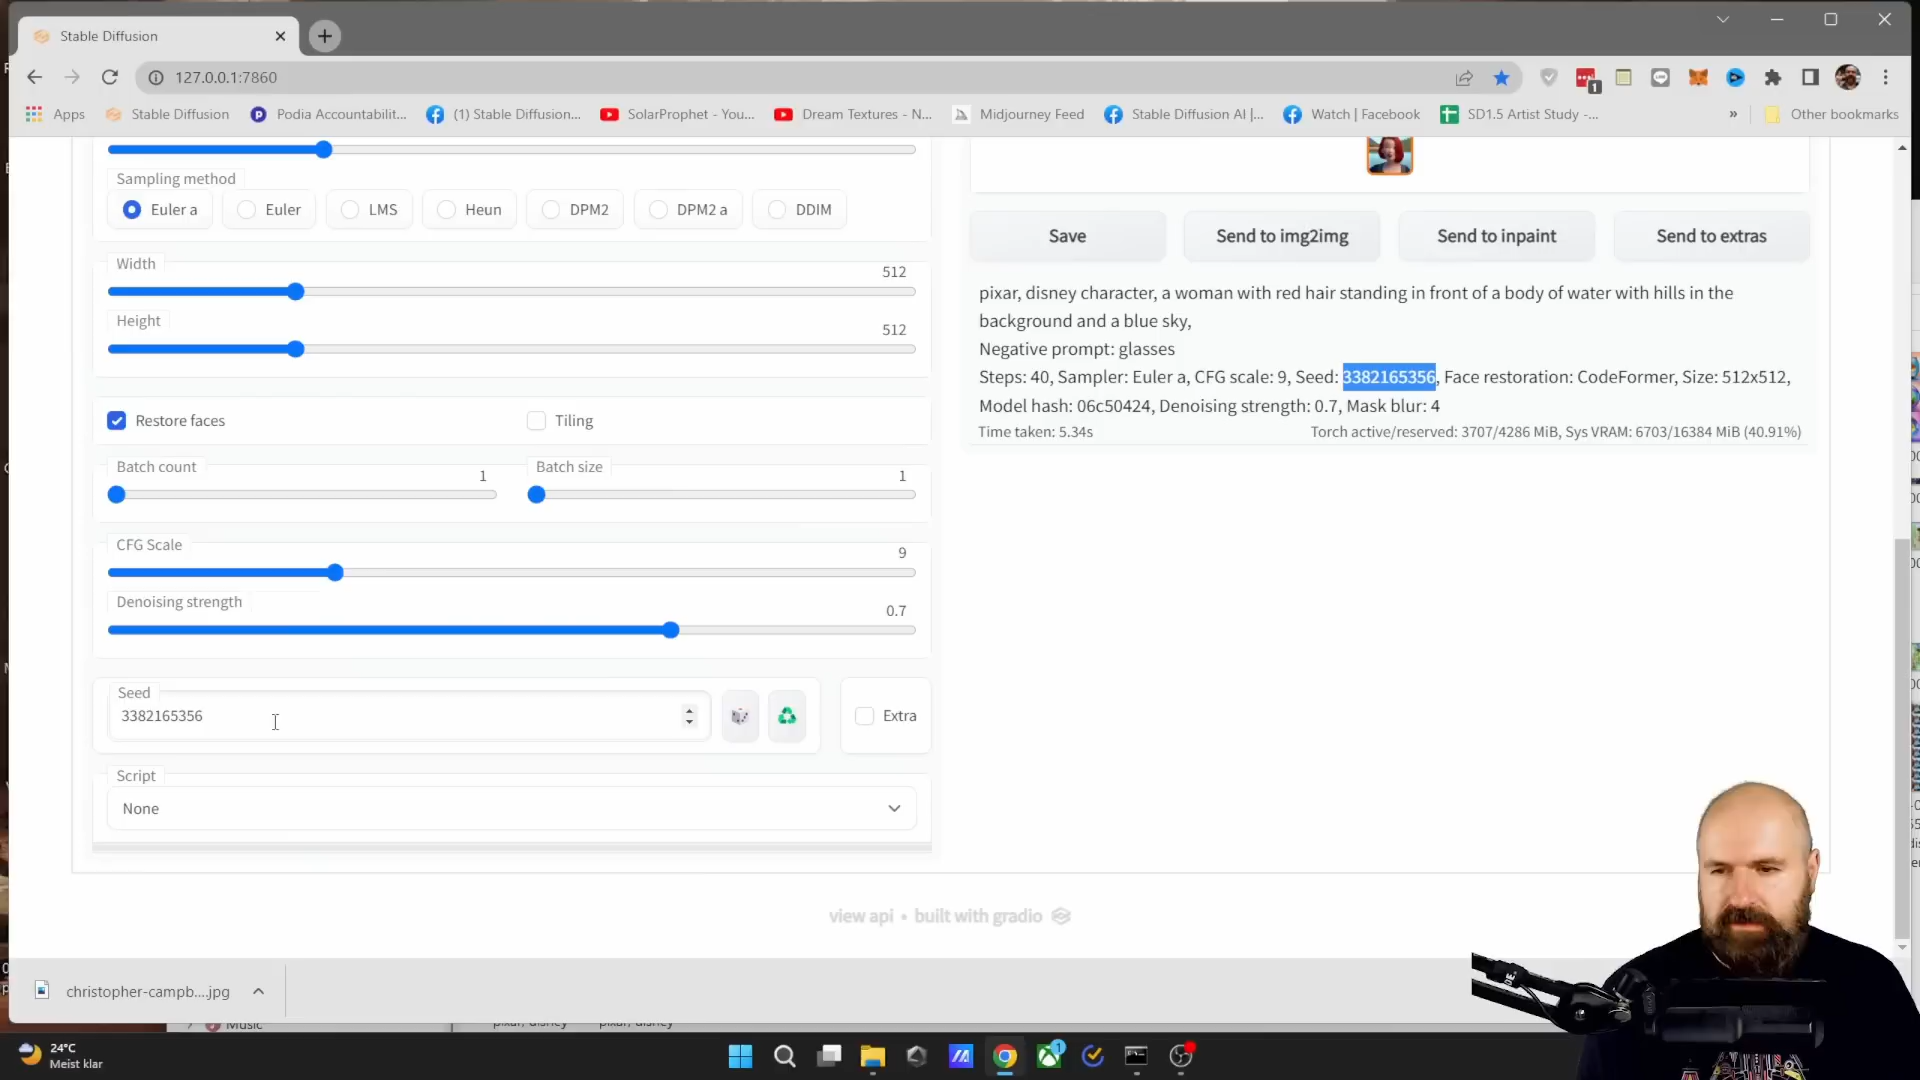 Stable Diffusion
127.0.0.1:7860
1
Apps Stable Diffusion Podia Accountabilit... (1) Stable Diffusion... SolarProphet - You... Dream Textures - N... Midjourney Feed Stable Diffusion AI |... Watch | Facebook SD1.5 Artist Study -... » Other bookmarks
Sampling method
Euler a Euler LMS Heun DPM2 DPM2 a DDIM
Width
512
Height
512
Restore faces Tiling
Batch count
1
Batch size
1
CFG Scale
9
Denoising strength
0.7
Seed
3382165356
Extra
Script
None
Save Send to img2img Send to inpaint Send to extras
pixar, disney character, a woman with red hair standing in front of a body of water with hills in the
background and a blue sky,
Negative prompt: glasses
Steps: 40, Sampler: Euler a, CFG scale: 9, Seed: 3382165356, Face restoration: CodeFormer, Size: 512x512,
Model hash: 06c50424, Denoising strength: 0.7, Mask blur: 4
Time taken: 5.34s
Torch active/reserved: 3707/4286 MiB, Sys VRAM: 6703/16384 MiB (40.91%)
view api • built with gradio
christopher-campb....jpg
Music
pixar, disney pixar, disney
24°C
Meist klar
1